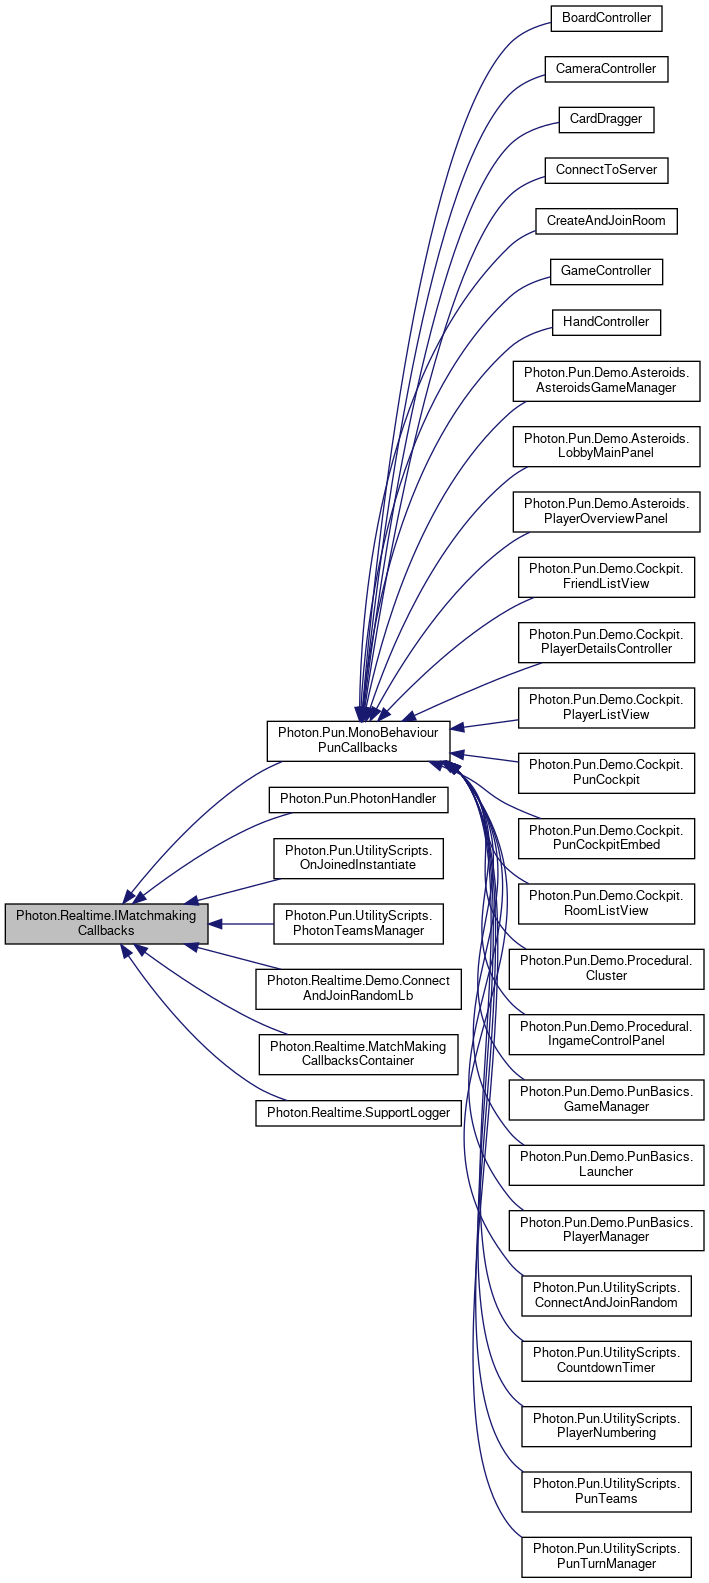 BoardController
CameraController
CardDragger
ConnectToServer
CreateAndJoinRoom
GameController
HandController
Photon.Pun.Demo.Asteroids.
AsteroidsGameManager
Photon.Pun.Demo.Asteroids.
LobbyMainPanel
Photon.Pun.Demo.Asteroids.
PlayerOverviewPanel
Photon.Pun.Demo.Cockpit.
FriendListView
Photon.Pun.Demo.Cockpit.
PlayerDetailsController
Photon.Pun.Demo.Cockpit.
PlayerListView
Photon.Pun.MonoBehaviour
PunCallbacks
Photon.Pun.Demo.Cockpit.
PunCockpit
Photon.Pun.PhotonHandler
Photon.Pun.Demo.Cockpit.
PunCockpitEmbed
Photon.Pun.UtilityScripts.
OnJoinedInstantiate
Photon.Pun.Demo.Cockpit.
RoomListView
Photon.Realtime.IMatchmaking
Callbacks
Photon.Pun.UtilityScripts.
PhotonTeamsManager
Photon.Pun.Demo.Procedural.
Cluster
Photon.Realtime.Demo.Connect
AndJoinRandomLb
Photon.Pun.Demo.Procedural.
IngameControlPanel
Photon.Realtime.MatchMaking
CallbacksContainer
Photon.Pun.Demo.PunBasics.
GameManager
Photon.Realtime.SupportLogger
Photon.Pun.Demo.PunBasics.
Launcher
Photon.Pun.Demo.PunBasics.
PlayerManager
Photon.Pun.UtilityScripts.
ConnectAndJoinRandom
Photon.Pun.UtilityScripts.
CountdownTimer
Photon.Pun.UtilityScripts.
PlayerNumbering
Photon.Pun.UtilityScripts.
PunTeams
Photon.Pun.UtilityScripts.
PunTurnManager